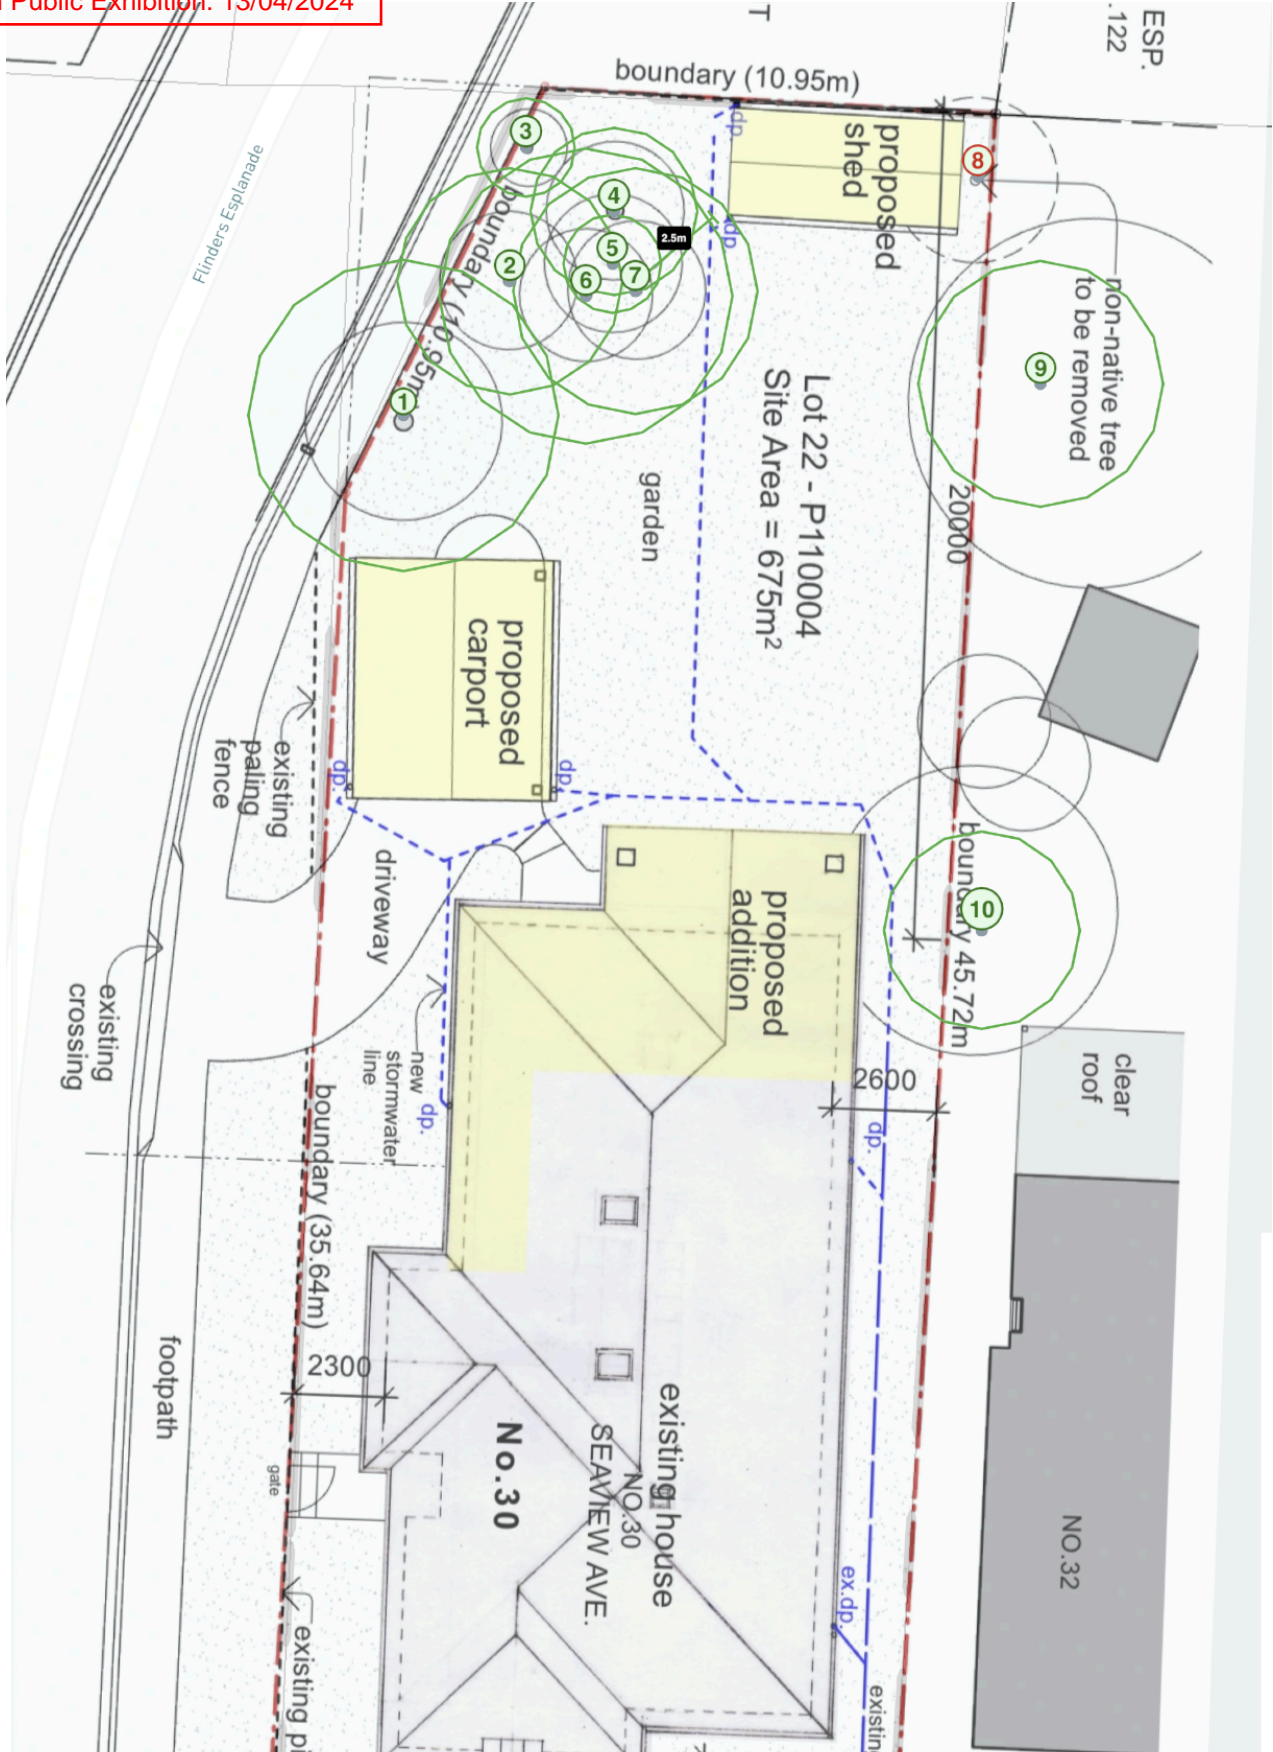 Public Exhibition: 13/04/2024
T
ESP.
.122
boundary (10.95m)
Flinders Esplanade
3
dp.
proposed
shed
8
4
boundary (10.95m)
dp
2.5m
5
2
6
7
non-native tree
to be removed
9
1
Lot 22 - P110004
Site Area = 675m²
garden
20000
proposed
carport
existing
paling
fence
dp.
dp.
driveway
proposed
addition
10
boundary 45.72m
existing
crossing
new
stormwater
line
dp.
clear
roof
2600
dp.
boundary (35.64m)
footpath
2300
existing house
NO.30
SEAVIEW AVE.
No.30
gate
NO.32
ex.dp.
existing pi
existing